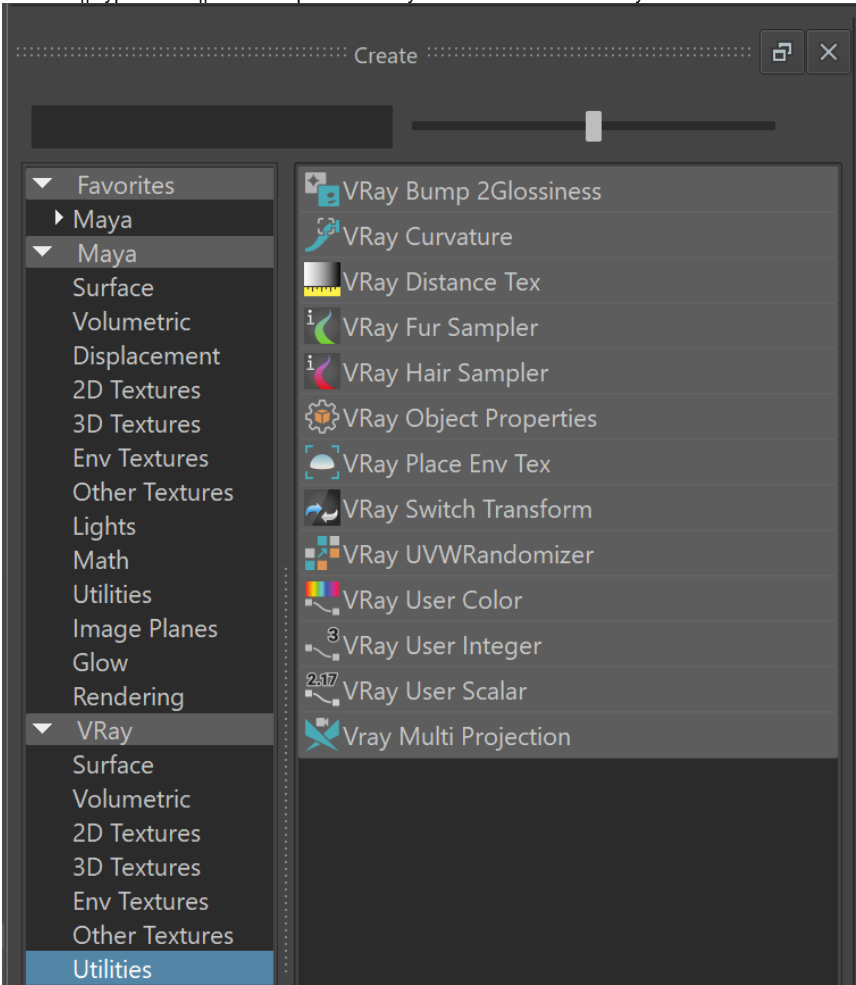 Create
Favorites
Maya
Maya
Surface
Volumetric
Displacement
2D Textures
3D Textures
Env Textures
Other Textures
Lights
Math
Utilities
Image Planes
Glow
Rendering
VRay
Surface
Volumetric
2D Textures
3D Textures
Env Textures
Other Textures
Utilities
VRay Bump 2Glossiness
VRay Curvature
VRay Distance Tex
i
VRay Fur Sampler
i
VRay Hair Sampler
VRay Object Properties
VRay Place Env Tex
VRay Switch Transform
VRay UVWRandomizer
VRay User Color
3
VRay User Integer
2.17
VRay User Scalar
Vray Multi Projection